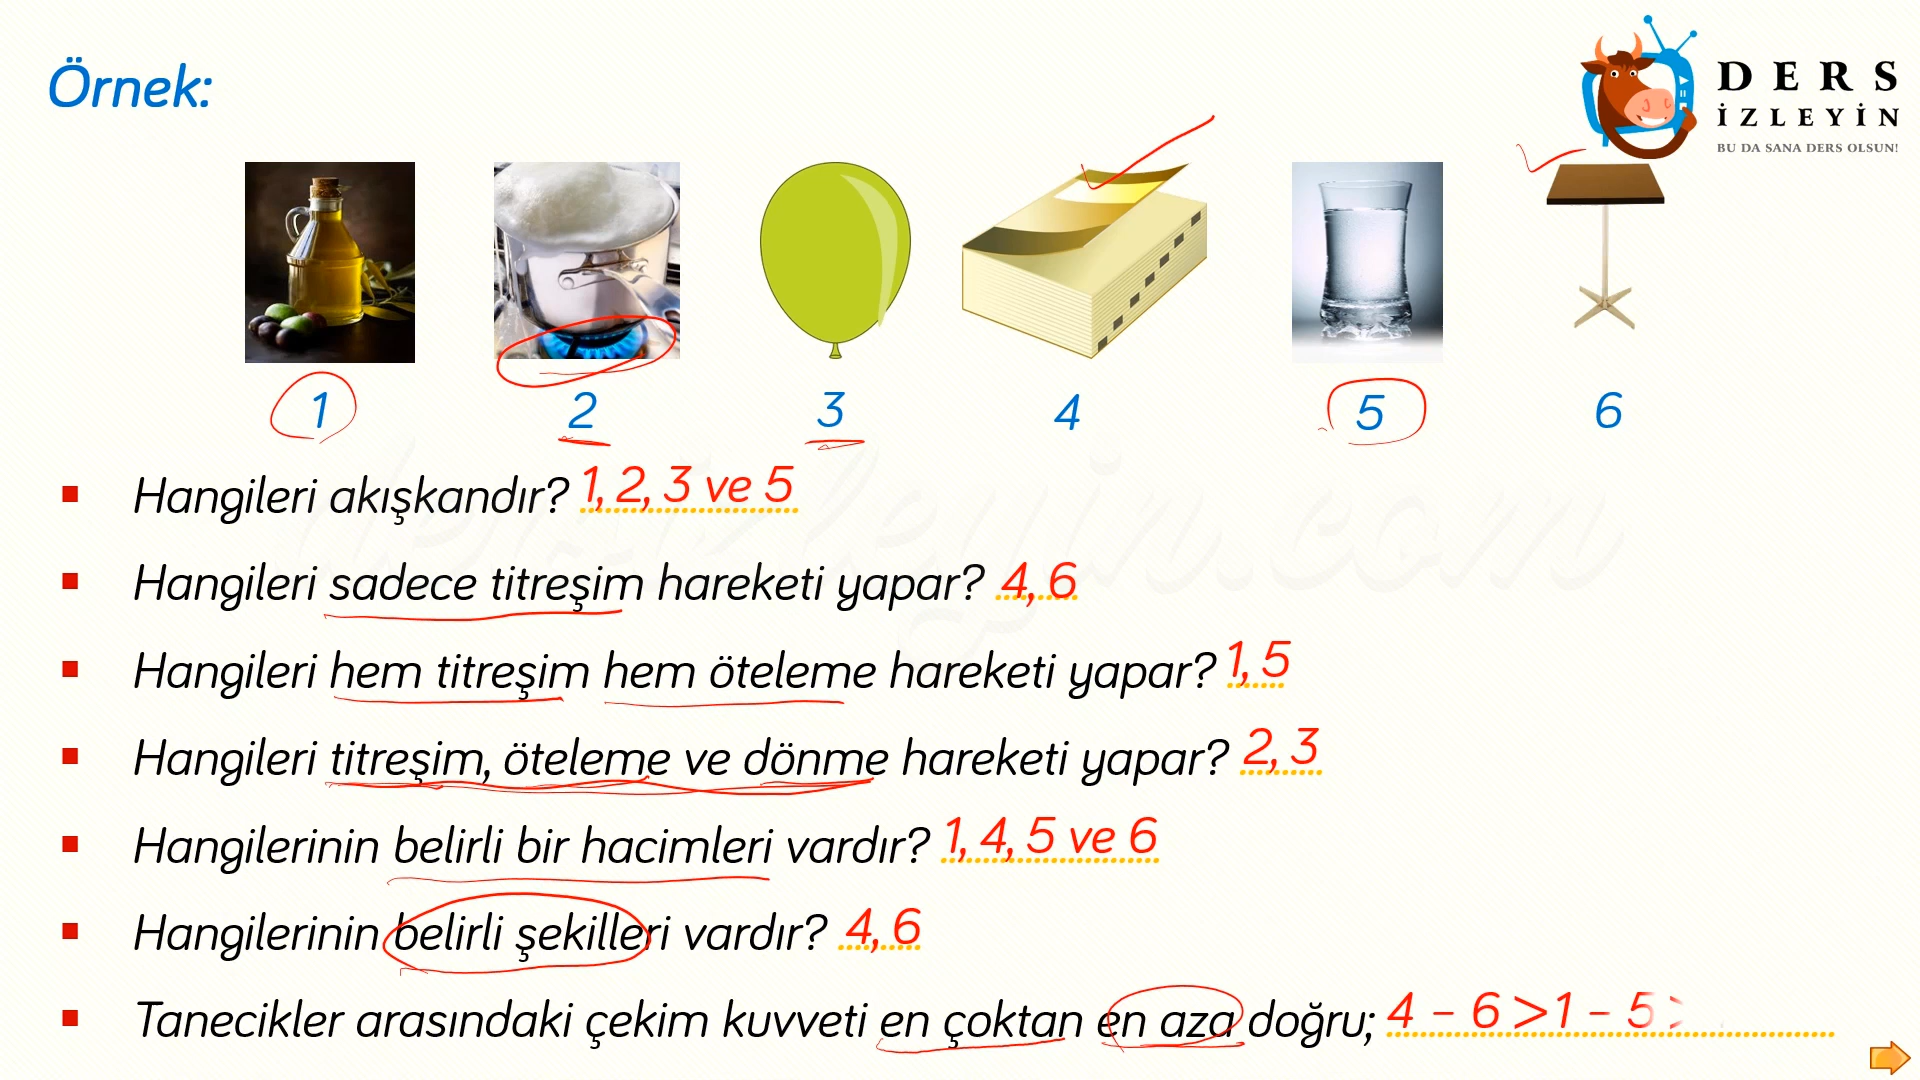 Örnek:
DERS
İZLEYİN
BU DA SANA DERS OLSUN!
1 2 3 4 5 6
Hangileri akışkandır? 1, 2, 3 ve 5
Hangileri sadece titreşim hareketi yapar? 4, 6
Hangileri hem titreşim hem öteleme hareketi yapar? 1, 5
Hangileri titreşim, öteleme ve dönme hareketi yapar? 2, 3
Hangilerinin belirli bir hacimleri vardır? 1, 4, 5 ve 6
Hangilerinin belirli şekilleri vardır? 4, 6
Tanecikler arasındaki çekim kuvveti en çoktan en aza doğru; 4 - 6 > 1 - 5 >
dersizleyin.com